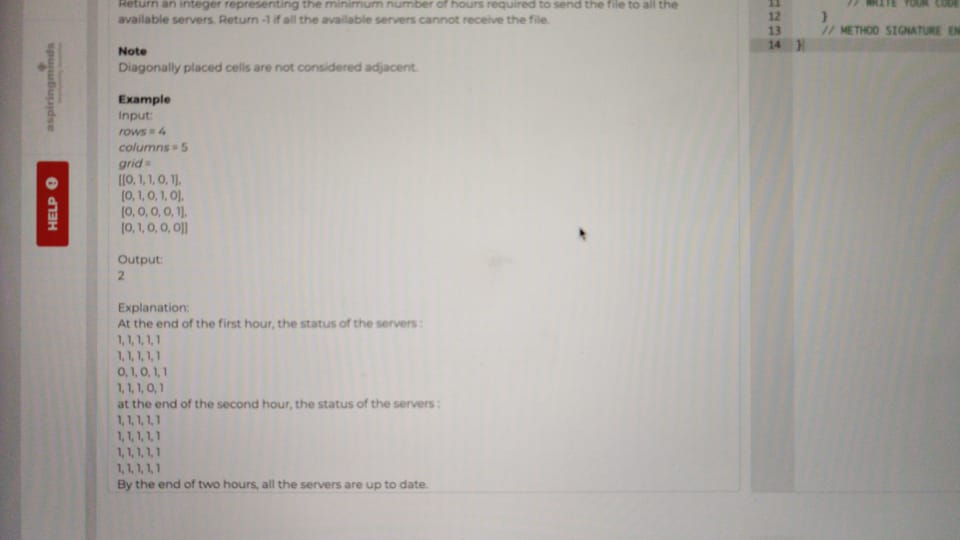 Return an integer representing the minimum number of hours required to send the file to all the
available servers. Return -1 if all the available servers cannot receive the file.
Note
Diagonally placed cells are not considered adjacent.
Example
Input:
rows = 4
columns = 5
grid =
[[0, 1, 1, 0, 1],
[0, 1, 0, 1, 0],
[0, 0, 0, 0, 1],
[0, 1, 0, 0, 0]]
Output:
2
Explanation:
At the end of the first hour, the status of the servers :
1, 1, 1, 1, 1
1, 1, 1, 1, 1
0, 1, 0, 1, 1
1, 1, 1, 0, 1
at the end of the second hour, the status of the servers :
1, 1, 1, 1, 1
1, 1, 1, 1, 1
1, 1, 1, 1, 1
1, 1, 1, 1, 1
By the end of two hours, all the servers are up to date.
aspiringminds
HELP
11 // WRITE YOUR CODE
12 }
13 // METHOD SIGNATURE EN
14 }